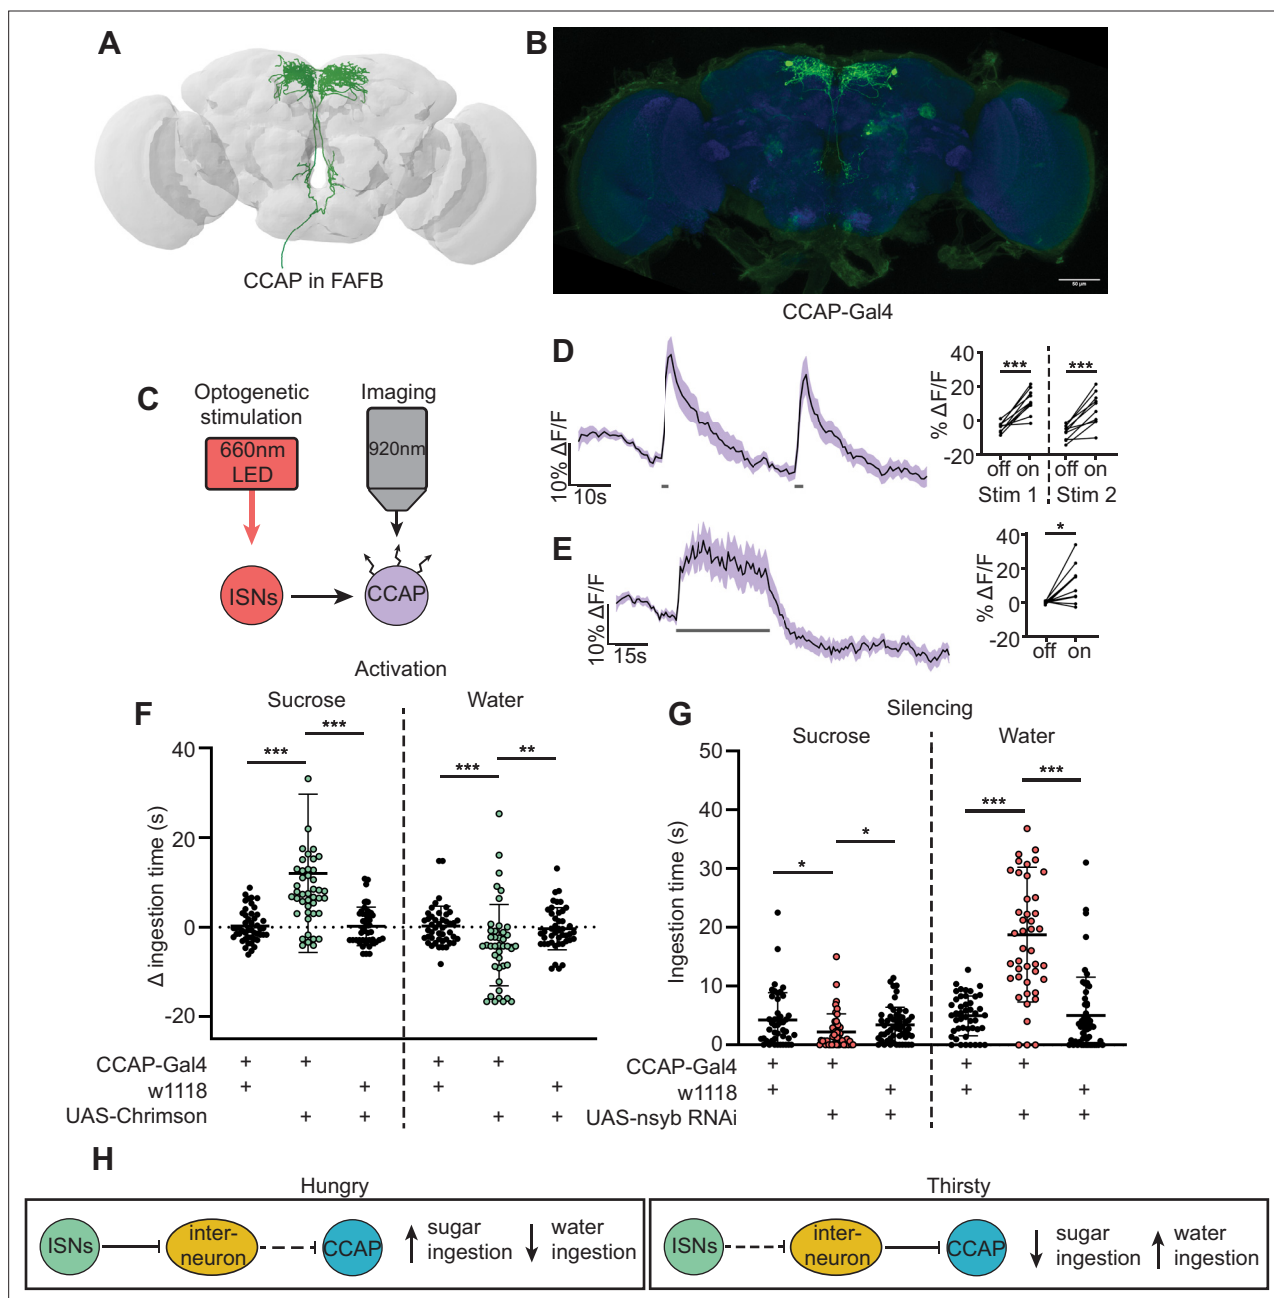 A
CCAP in FAFB
B
50 µm
CCAP-Gal4
C
Optogenetic
stimulation
660nm
LED
Imaging
920nm
ISNs
CCAP
D
10% ΔF/F
10s
% ΔF/F
40
20
0
-20
***
***
off on
off on
Stim 1
Stim 2
E
10% ΔF/F
15s
% ΔF/F
40
20
0
-20
*
off
on
F
Activation
Sucrose
Water
***
***
***
**
Δ ingestion time (s)
40
20
0
-20
CCAP-Gal4 + + + +
w1118 + + + +
UAS-Chrimson + + + +
G
Silencing
Sucrose
Water
*
*
***
***
Ingestion time (s)
50
40
30
20
10
0
CCAP-Gal4 + + + +
w1118 + + + +
UAS-nsyb RNAi + + + +
H
Hungry
ISNs
inter-
neuron
CCAP
sugar
ingestion
water
ingestion
Thirsty
ISNs
inter-
neuron
CCAP
sugar
ingestion
water
ingestion